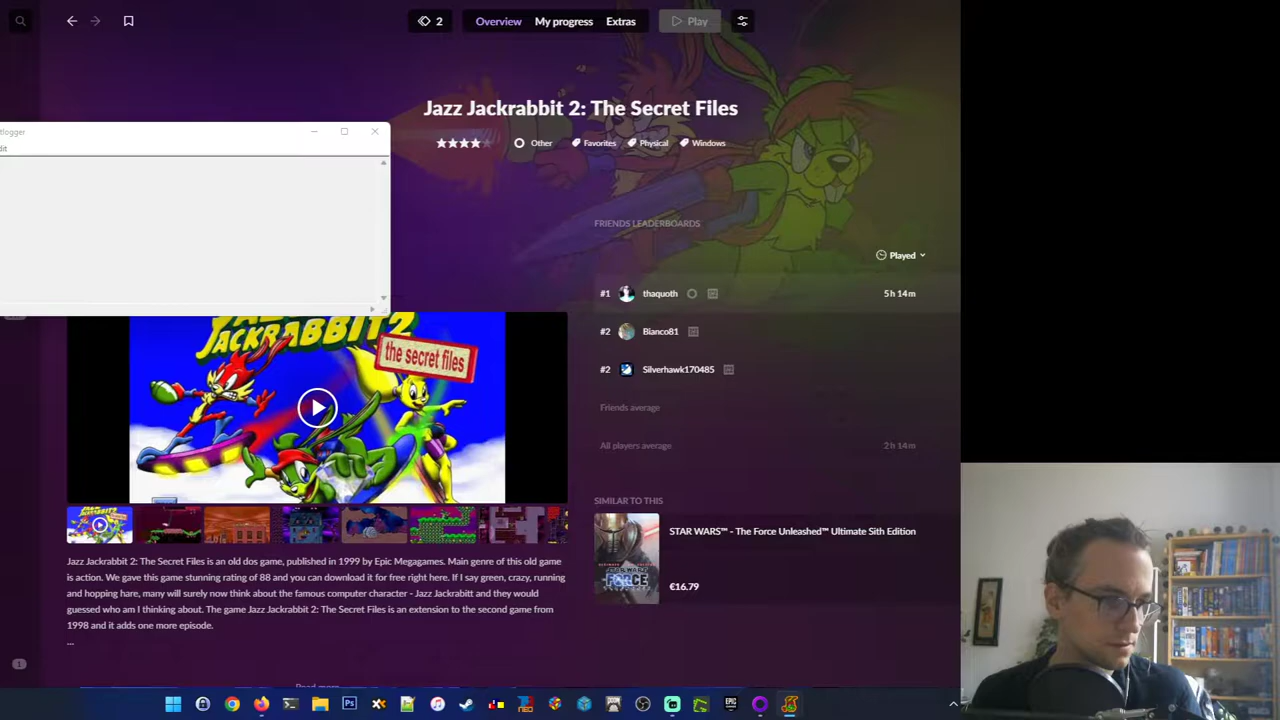 2
Overview
My progress
Extras
Play
Jazz Jackrabbit 2: The Secret Files
tlogger
dit
Other
Favorites
Physical
Windows
FRIENDS LEADERBOARDS
Played
#1
thaquoth
5h 14m
#2
Bianco81
#2
Silverhawk170485
Friends average
All players average
2h 14m
JACKRABBIT 2
the secret files
Jazz Jackrabbit 2: The Secret Files is an old dos game, published in 1999 by Epic Megagames. Main genre of this old game
is action. We gave this game stunning rating of 88 and you can download it for free right here. If I say green, crazy, running
and hopping hare, many will surely now think about the famous computer character - Jazz Jackrabitt and they would
guessed who am I thinking about. The game Jazz Jackrabbit 2: The Secret Files is an extension to the second game from
1998 and it adds one more episode.
...
SIMILAR TO THIS
STAR WARS™ - The Force Unleashed™ Ultimate Sith Edition
€16.79
1
Read more